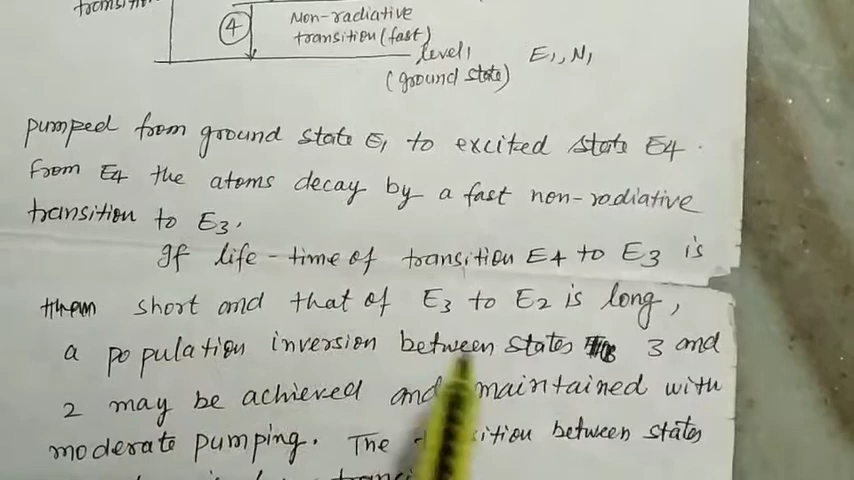 transition
④ Non-radiative
transition (fast)
level1 E1, N1
(ground state)
pumped from ground state E1 to excited state E4.
From E4 the atoms decay by a fast non-radiative
transition to E3.
If life-time of transition E4 to E3 is
short and that of E3 to E2 is long,
a population inversion between states 3 and
2 may be achieved and maintained with
moderate pumping. The between states